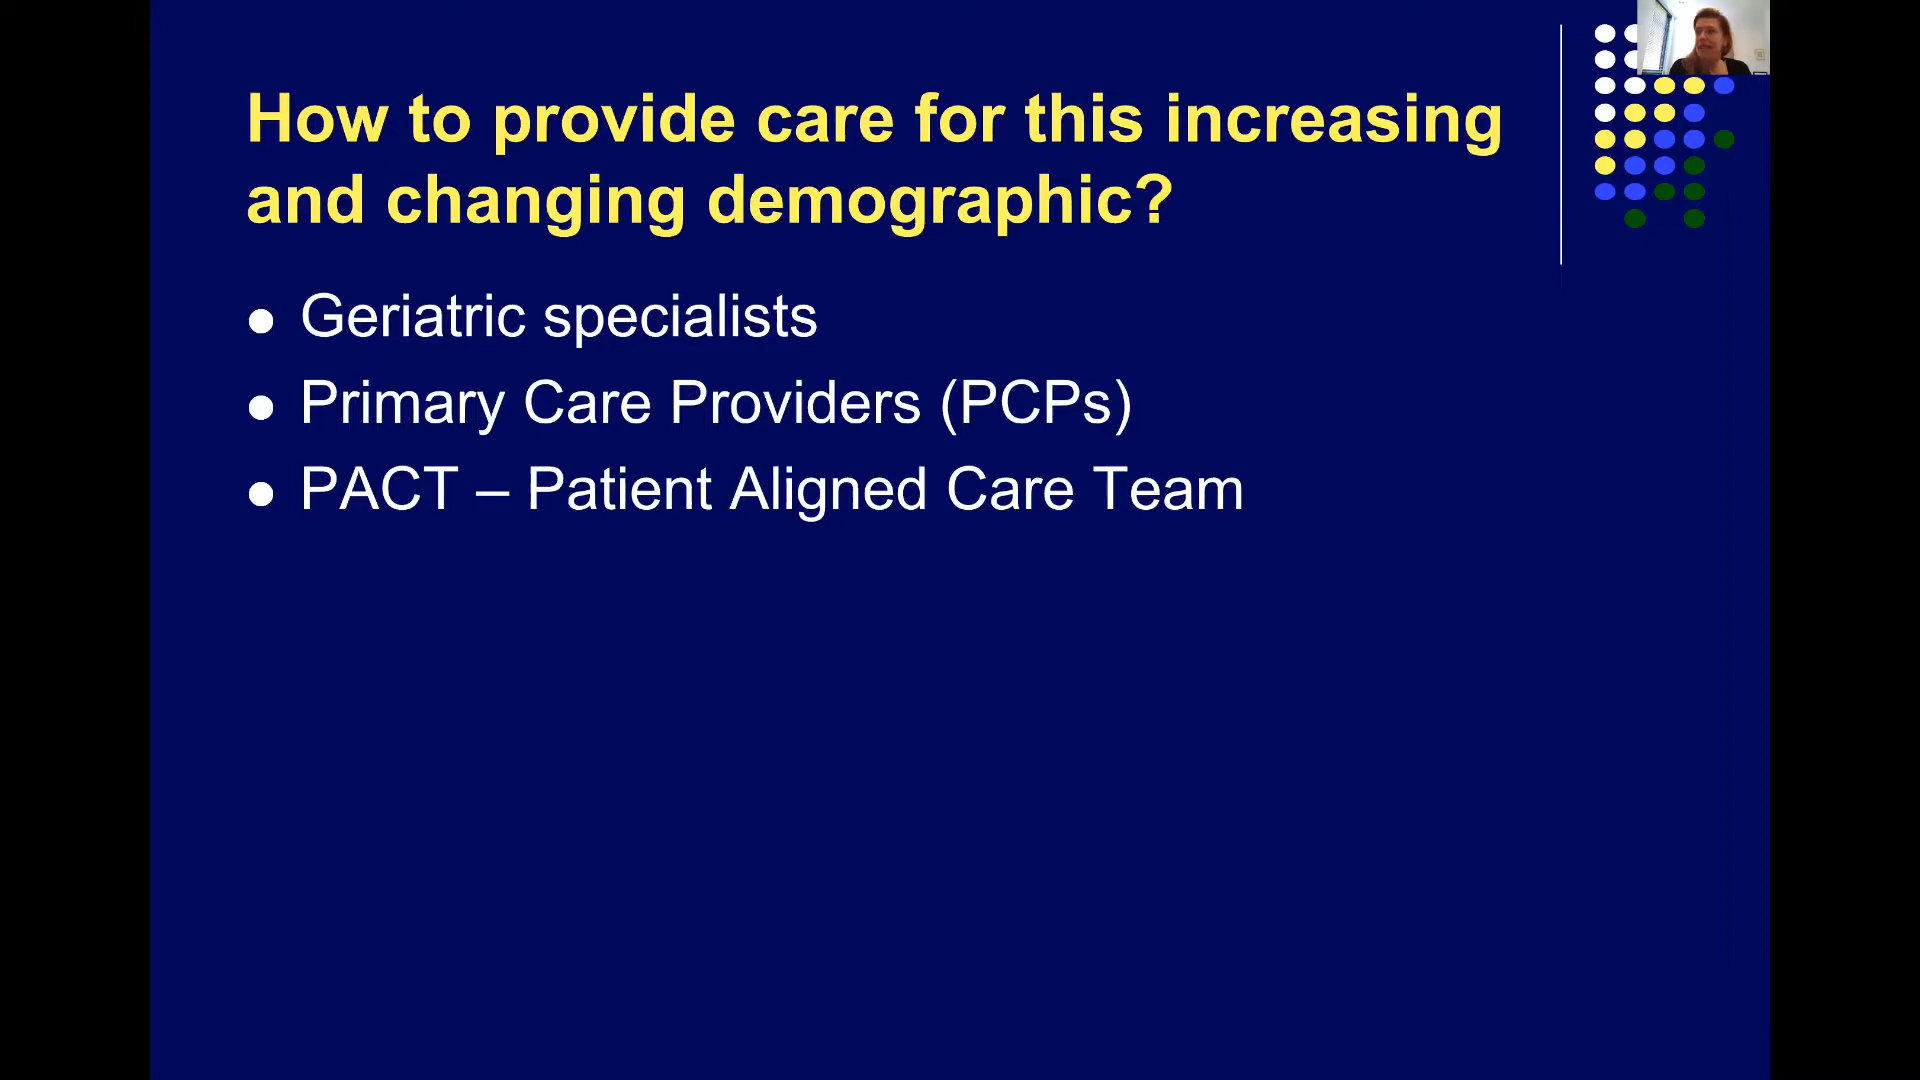 How to provide care for this increasing
and changing demographic?
● Geriatric specialists
● Primary Care Providers (PCPs)
● PACT – Patient Aligned Care Team